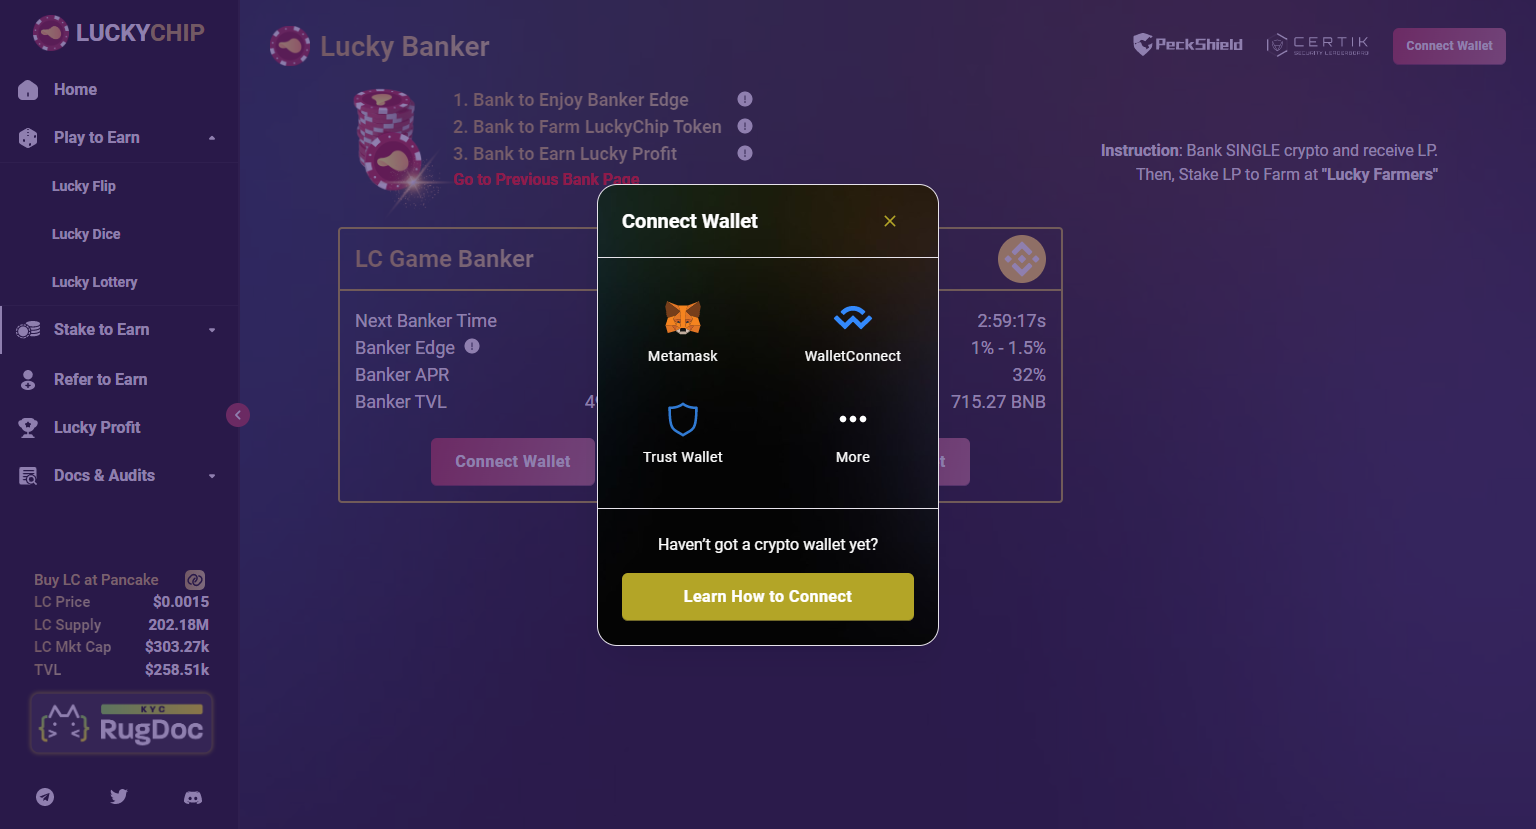 LUCKYCHIP
Home
Play to Earn
Lucky Flip
Lucky Dice
Lucky Lottery
Stake to Earn
Refer to Earn
Lucky Profit
Docs & Audits
Buy LC at Pancake
LC Price $0.0015
LC Supply 202.18M
LC Mkt Cap $303.27k
TVL $258.51k
KYC
RugDoc
Lucky Banker
PeckShield
CERTIK
SECURITY LEADERBOARD
Connect Wallet
1. Bank to Enjoy Banker Edge
2. Bank to Farm LuckyChip Token
3. Bank to Earn Lucky Profit
Go to Previous Bank Page
Instruction: Bank SINGLE crypto and receive LP.
Then, Stake LP to Farm at "Lucky Farmers"
LC Game Banker
Next Banker Time 2:59:17s
Banker Edge 1% - 1.5%
Banker APR 32%
Banker TVL 715.27 BNB
Connect Wallet
Connect Wallet
Metamask
WalletConnect
Trust Wallet
More
Haven’t got a crypto wallet yet?
Learn How to Connect